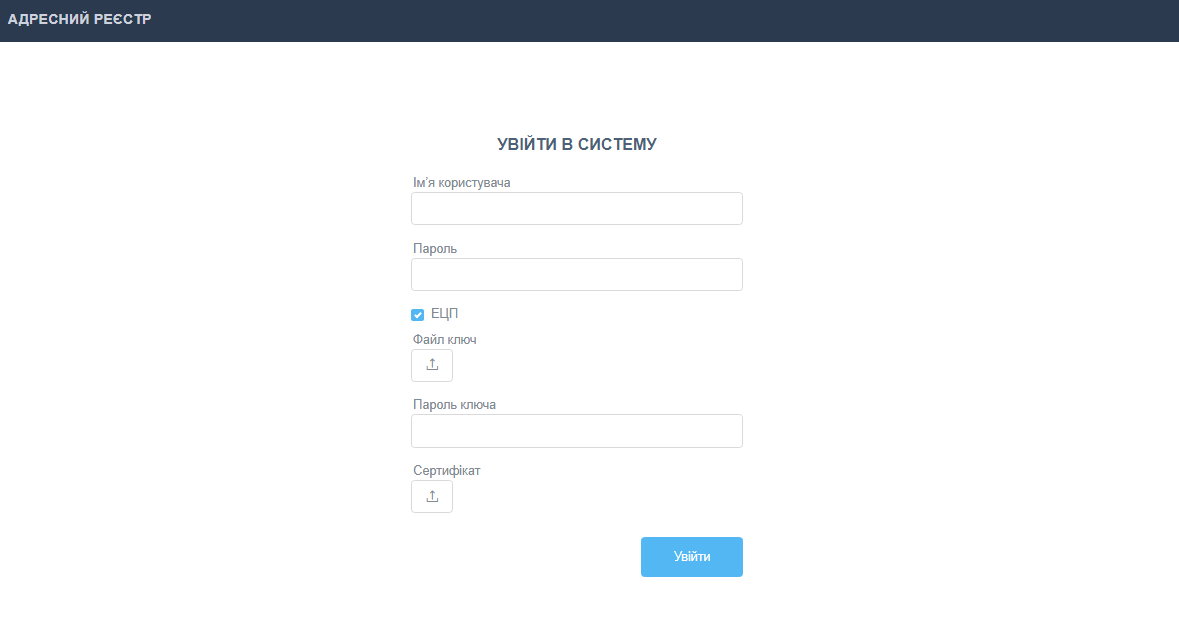 АДРЕСНИЙ РЕЄСТР
УВІЙТИ В СИСТЕМУ
Ім'я користувача
Пароль
ЕЦП
Файл ключ
Пароль ключа
Сертифікат
Увійти